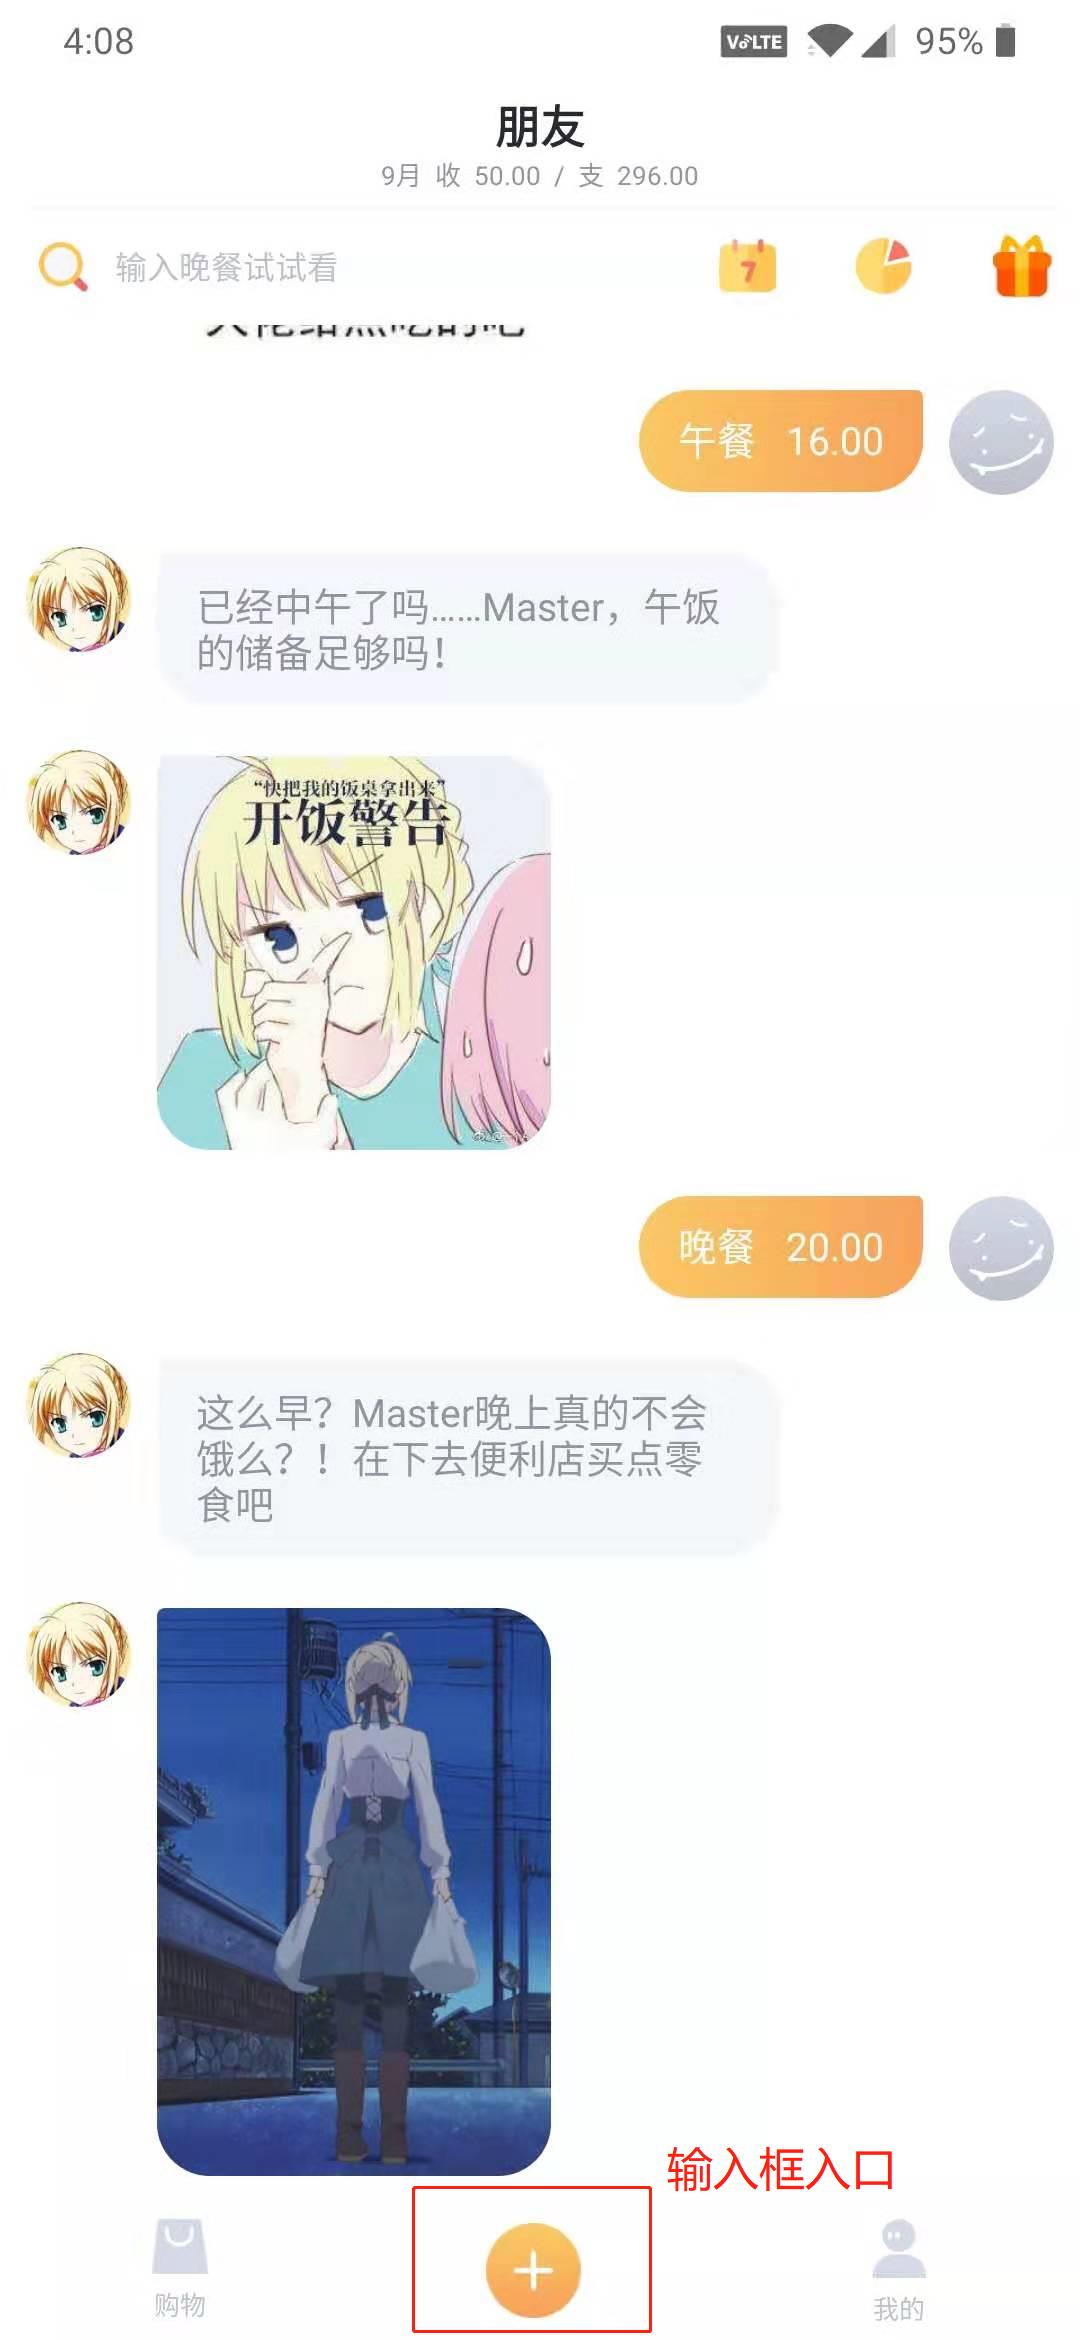 4:08
VoLTE
95%
朋友
9月 收 50.00 / 支 296.00
输入晚餐试试看
7
午餐 16.00
已经中午了吗……Master，午饭
的储备足够吗！
“快把我的饭桌拿出来”
开饭警告
晚餐 20.00
这么早？Master晚上真的不会
饿么？！在下去便利店买点零
食吧
输入框入口
购物
我的